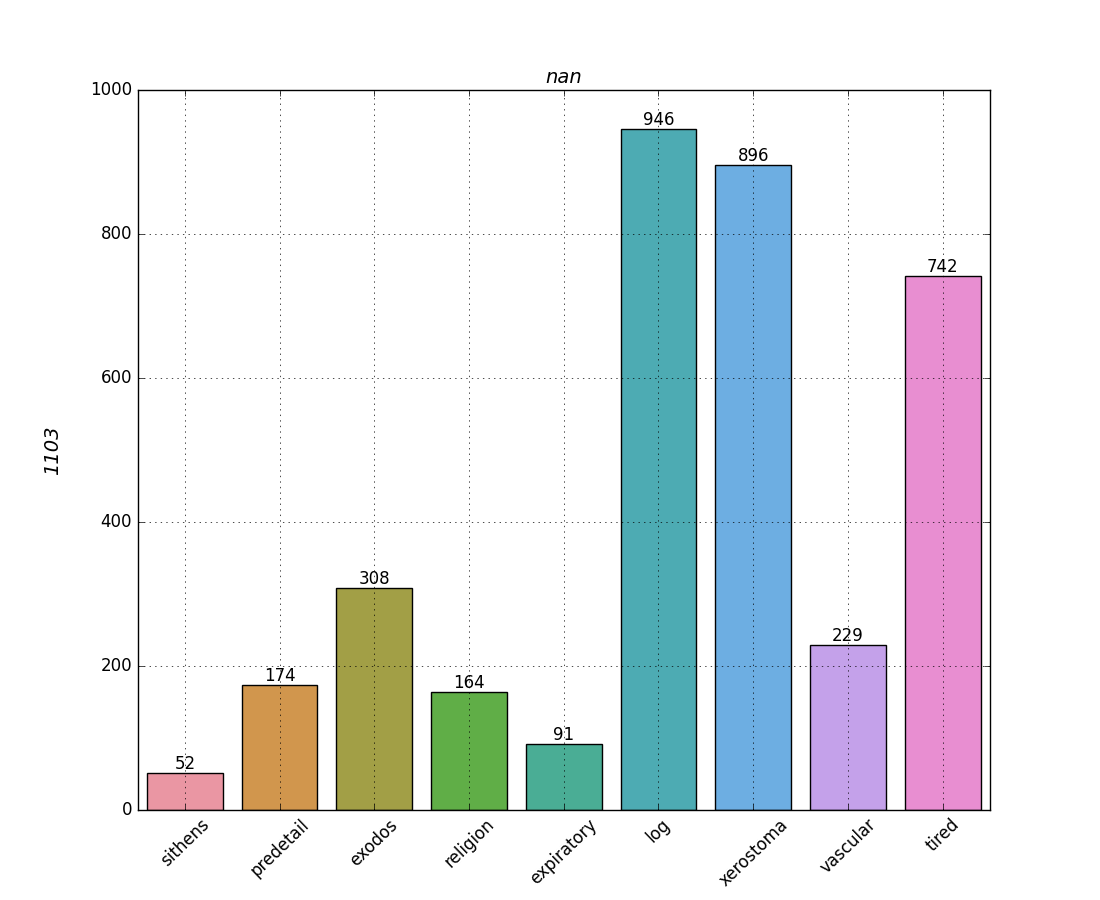 nan
1000
800
600
400
200
0
1103
52
174
308
164
91
946
896
229
742
sithens
predetail
exodos
religion
expiratory
log
xerostoma
vascular
tired